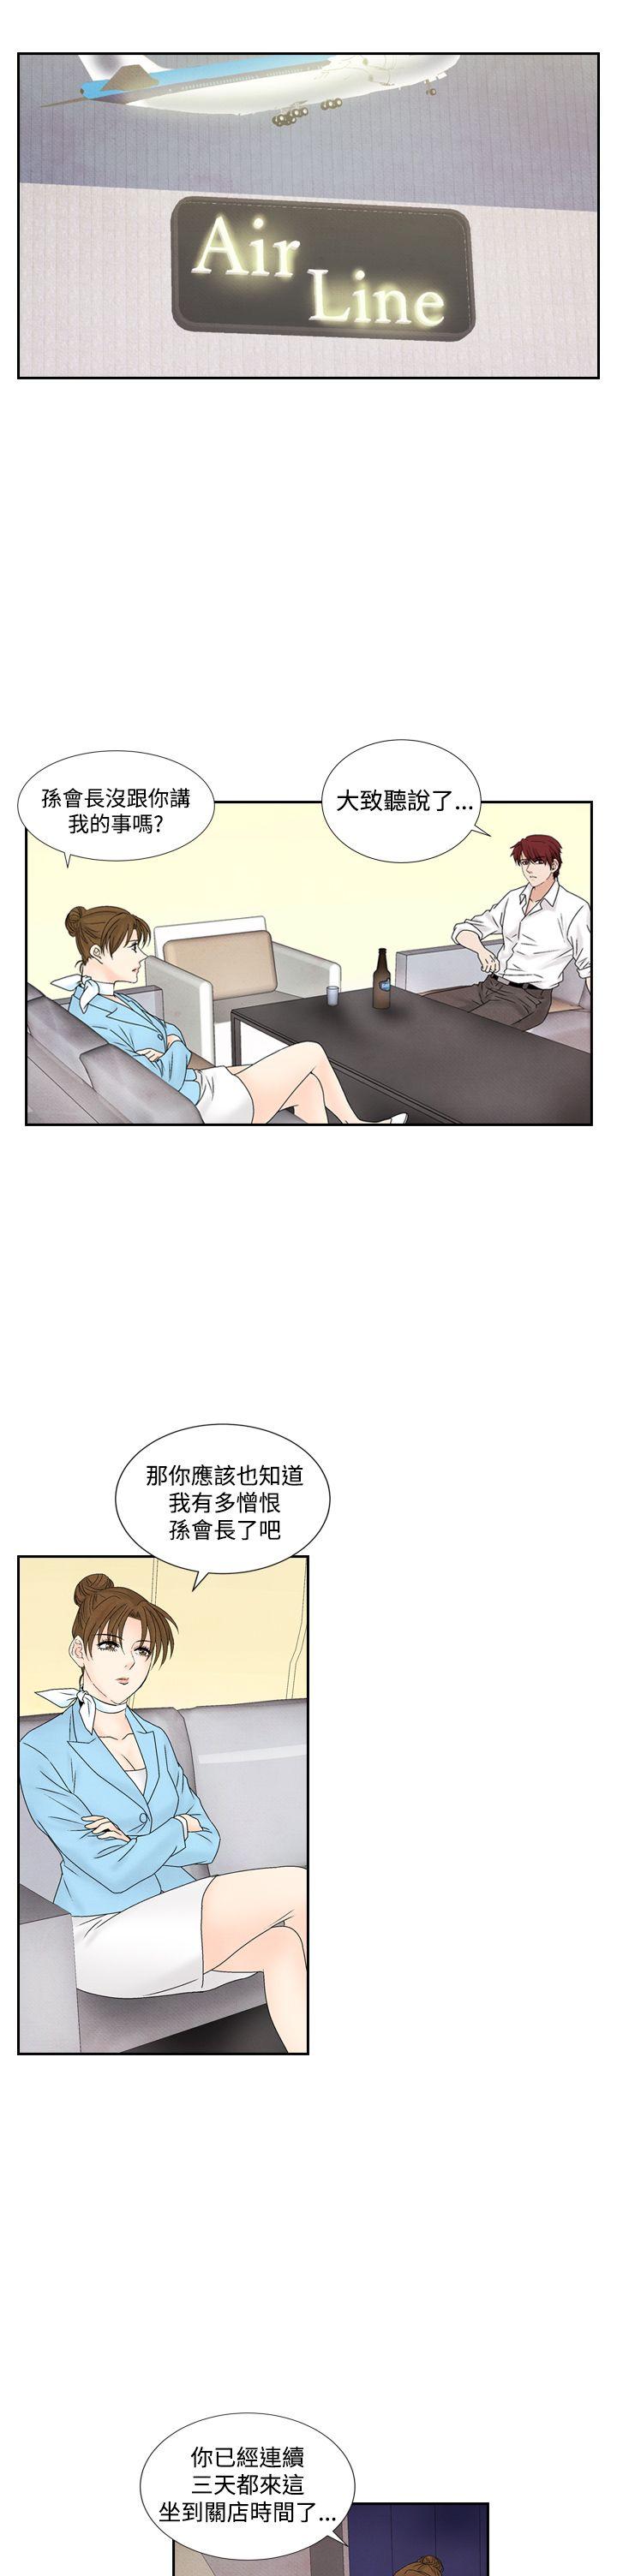 Air
Line
孫會長沒跟你講
我的事嗎?
大致聽說了...
那你應該也知道
我有多憎恨
孫會長了吧
你已經連續
三天都來這
坐到關店時間了...